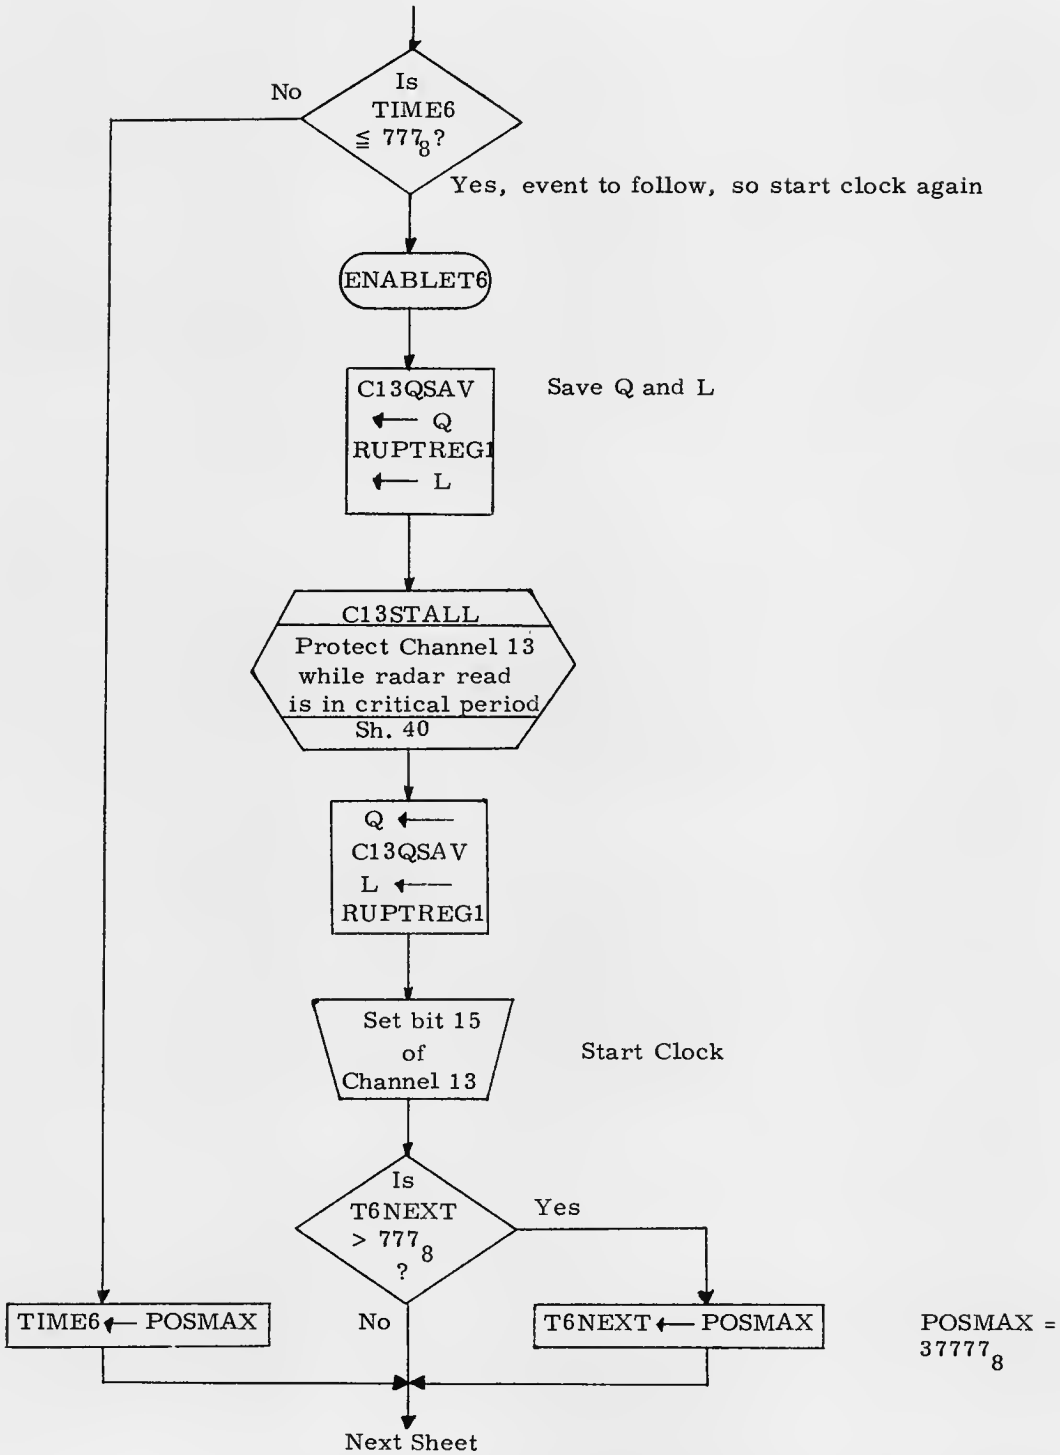 Is
TIME6
≦ 777₈?
No
Yes, event to follow, so start clock again
ENABLET6
C13QSAV
← Q
RUPTREG1
← L
Save Q and L
C13STALL
Protect Channel 13
while radar read
is in critical period
Sh. 40
Q ←
C13QSAV
L ←
RUPTREG1
Set bit 15
of
Channel 13
Start Clock
Is
T6NEXT
> 777₈
?
Yes
No
TIME6 ← POSMAX
T6NEXT ← POSMAX
POSMAX =
37777₈
Next Sheet